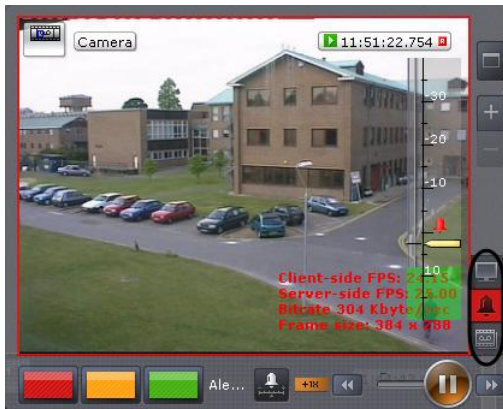 Camera
11:51:22.754
30
20
10
10
Client-side FPS: 24.15
Server-side FPS: 25.00
Bitrate 304 Kbyte/sec
Frame size: 384 x 288
Ale...
+1X